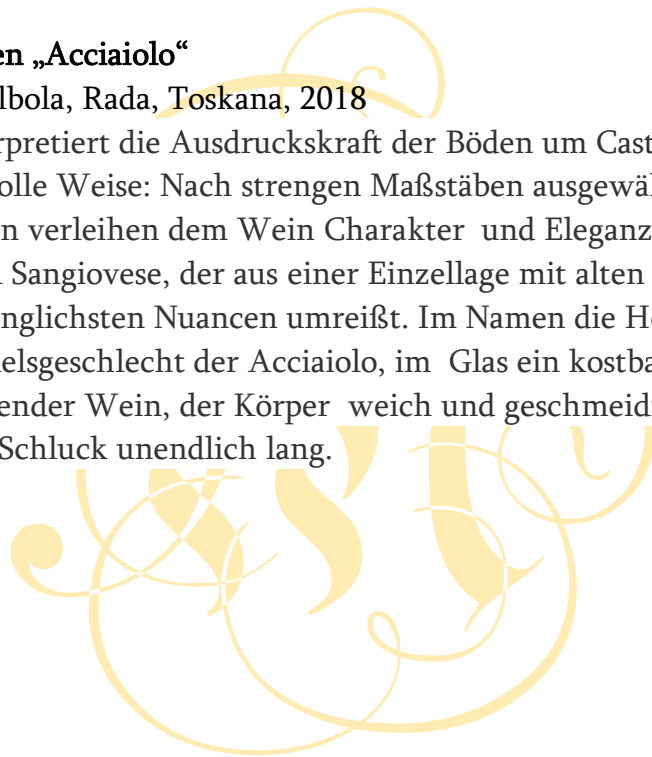 en „Acciaiolo“
lbola, Rada, Toskana, 2018
rpretiert die Ausdruckskraft der Böden um Cast
olle Weise: Nach strengen Maßstäben ausgewäl
n verleihen dem Wein Charakter und Eleganz
Sangiovese, der aus einer Einzellage mit alten
nglichsten Nuancen umreißt. Im Namen die H
elsgeschlecht der Acciaiolo, im Glas ein kostba
ender Wein, der Körper weich und geschmeidi
Schluck unendlich lang.